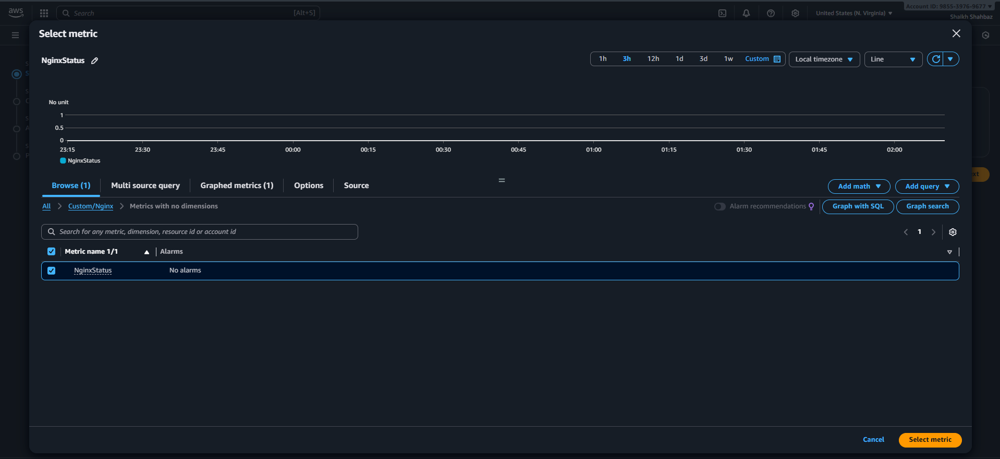 aws
Search
[Alt+S]
United States (N. Virginia)
Account ID: 9855-3976-9677
Shaikh Shahbaz
Select metric
NginxStatus
1h 3h 12h 1d 3d 1w Custom
Local timezone
Line
No unit
1
0.5
0
23:15 23:30 23:45 00:00 00:15 00:30 00:45 01:00 01:15 01:30 01:45 02:00
NginxStatus
Browse (1) Multi source query Graphed metrics (1) Options Source
Add math Add query
All Custom/Nginx Metrics with no dimensions
Alarm recommendations
Graph with SQL Graph search
Search for any metric, dimension, resource id or account id
1
Metric name 1/1 Alarms
NginxStatus No alarms
Cancel Select metric